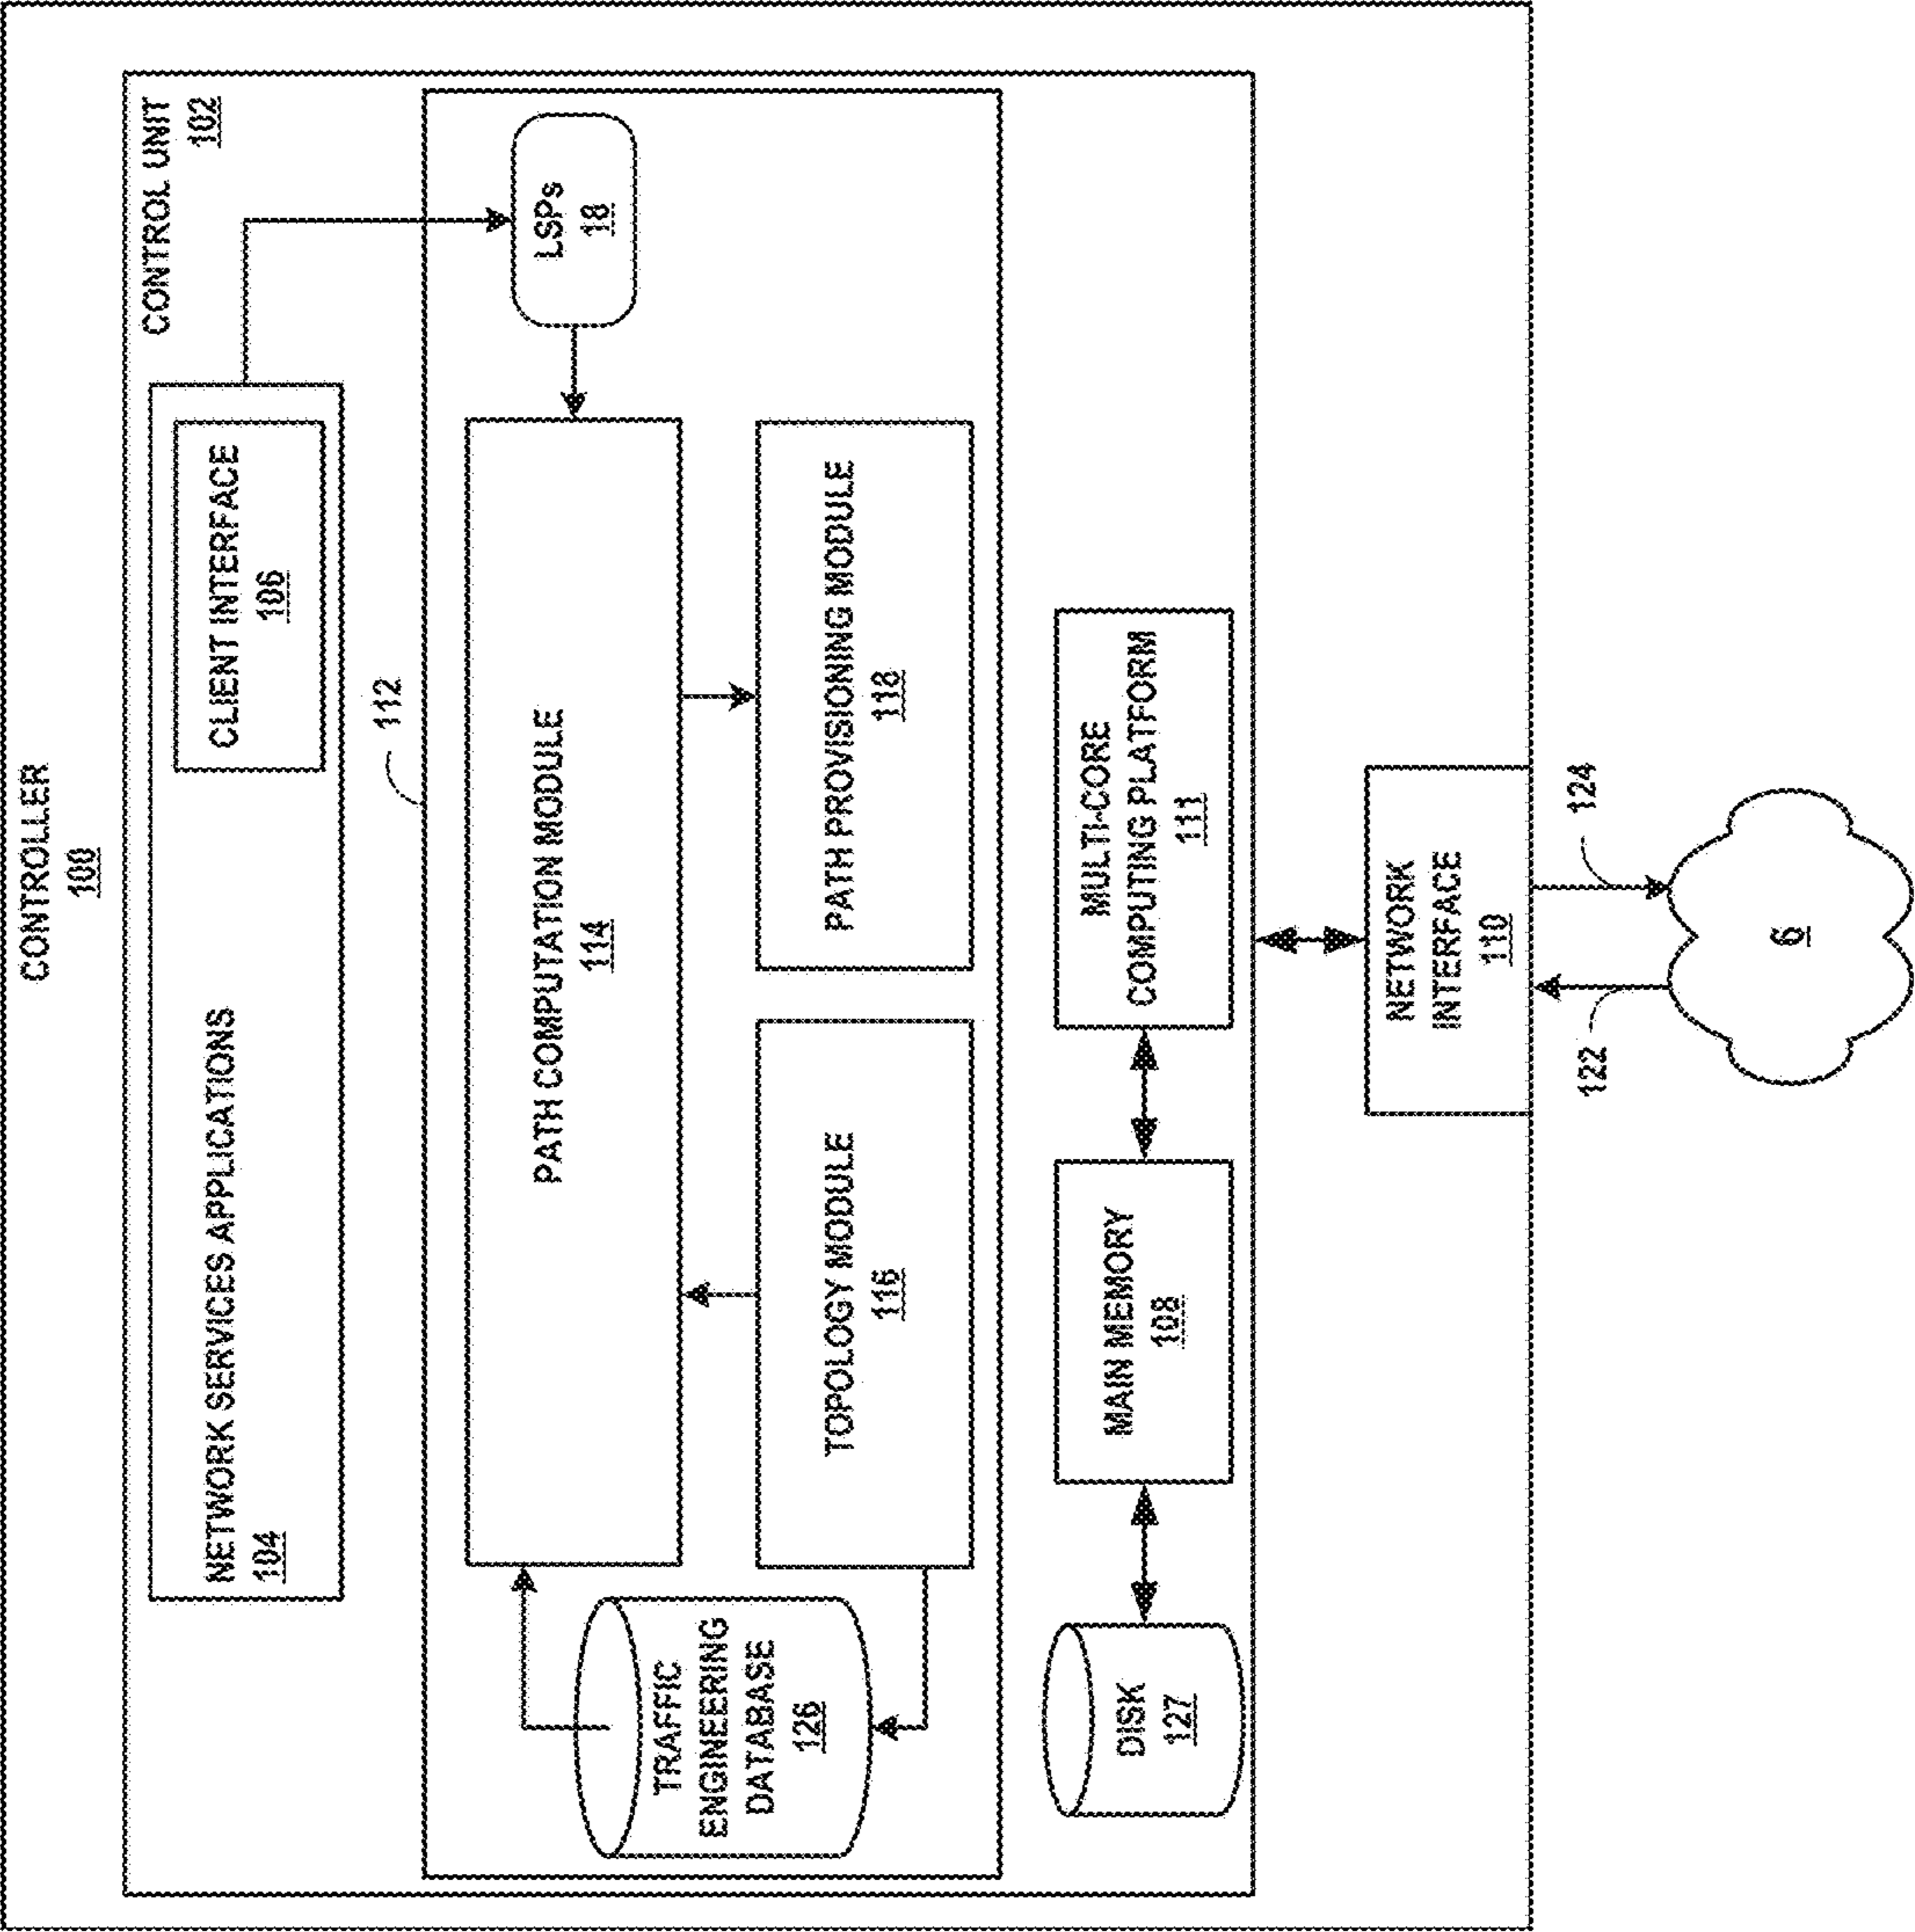 CONTROLLER
100
CONTROL UNIT
102
NETWORK SERVICES APPLICATIONS
104
CLIENT INTERFACE
106
112
TRAFFIC
ENGINEERING
DATABASE
126
PATH COMPUTATION MODULE
114
LSPs
18
TOPOLOGY MODULE
116
PATH PROVISIONING MODULE
118
DISK
127
MAIN MEMORY
108
MULTI-CORE
COMPUTING PLATFORM
111
NETWORK
INTERFACE
110
122
124
6